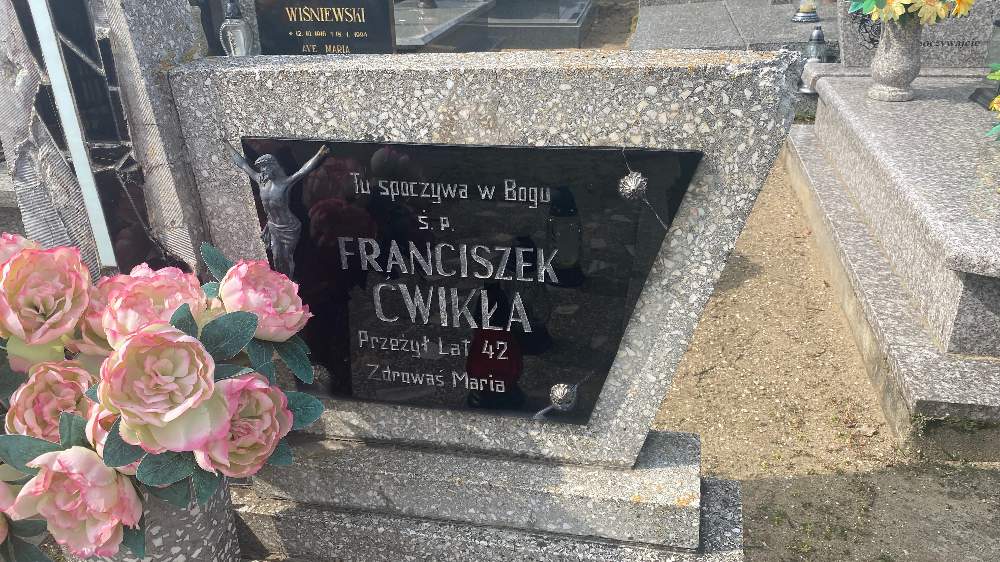 WIŚNIEWSKI
AVE MARIA
Tu spoczywa w Bogu
Ś.P.
FRANCISZEK
ĆWIKŁA
Przeżył Lat 42
Zdrowaś Maria